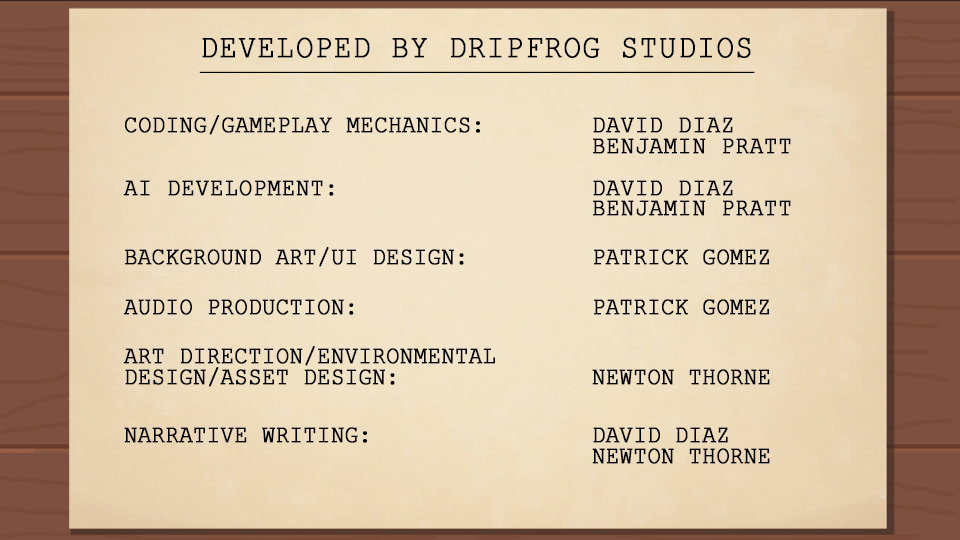 DEVELOPED BY DRIPFROG STUDIOS
CODING/GAMEPLAY MECHANICS: DAVID DIAZ
BENJAMIN PRATT
AI DEVELOPMENT: DAVID DIAZ
BENJAMIN PRATT
BACKGROUND ART/UI DESIGN: PATRICK GOMEZ
AUDIO PRODUCTION: PATRICK GOMEZ
ART DIRECTION/ENVIRONMENTAL
DESIGN/ASSET DESIGN: NEWTON THORNE
NARRATIVE WRITING: DAVID DIAZ
NEWTON THORNE